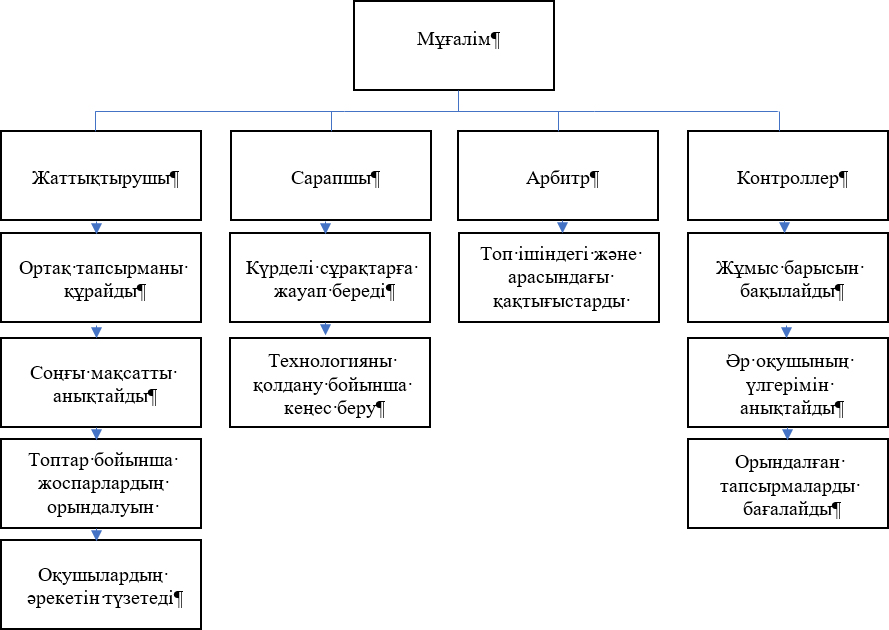 Мұғалім¶
Жаттықтырушы¶
Сарапшы¶
Арбитр¶
Контроллер¶
Ортақ·тапсырманы·
құрайды¶
Күрделі·сұрақтарға·
жауап·береді¶
Топ·ішіндегі·және·
арасындағы·
қақтығыстарды·
Жұмыс·барысын·
бақылайды¶
Соңғы·мақсатты·
анықтайды¶
Технологияны·
қолдану·бойынша·
кеңес·беру¶
Әр·оқушының·
үлгерімін·
анықтайды¶
Топтар·бойынша·
жоспарлардың·
орындалуын·
Орындалған·
тапсырмаларды·
бағалайды¶
Оқушылардың·
әрекетін·түзетеді¶